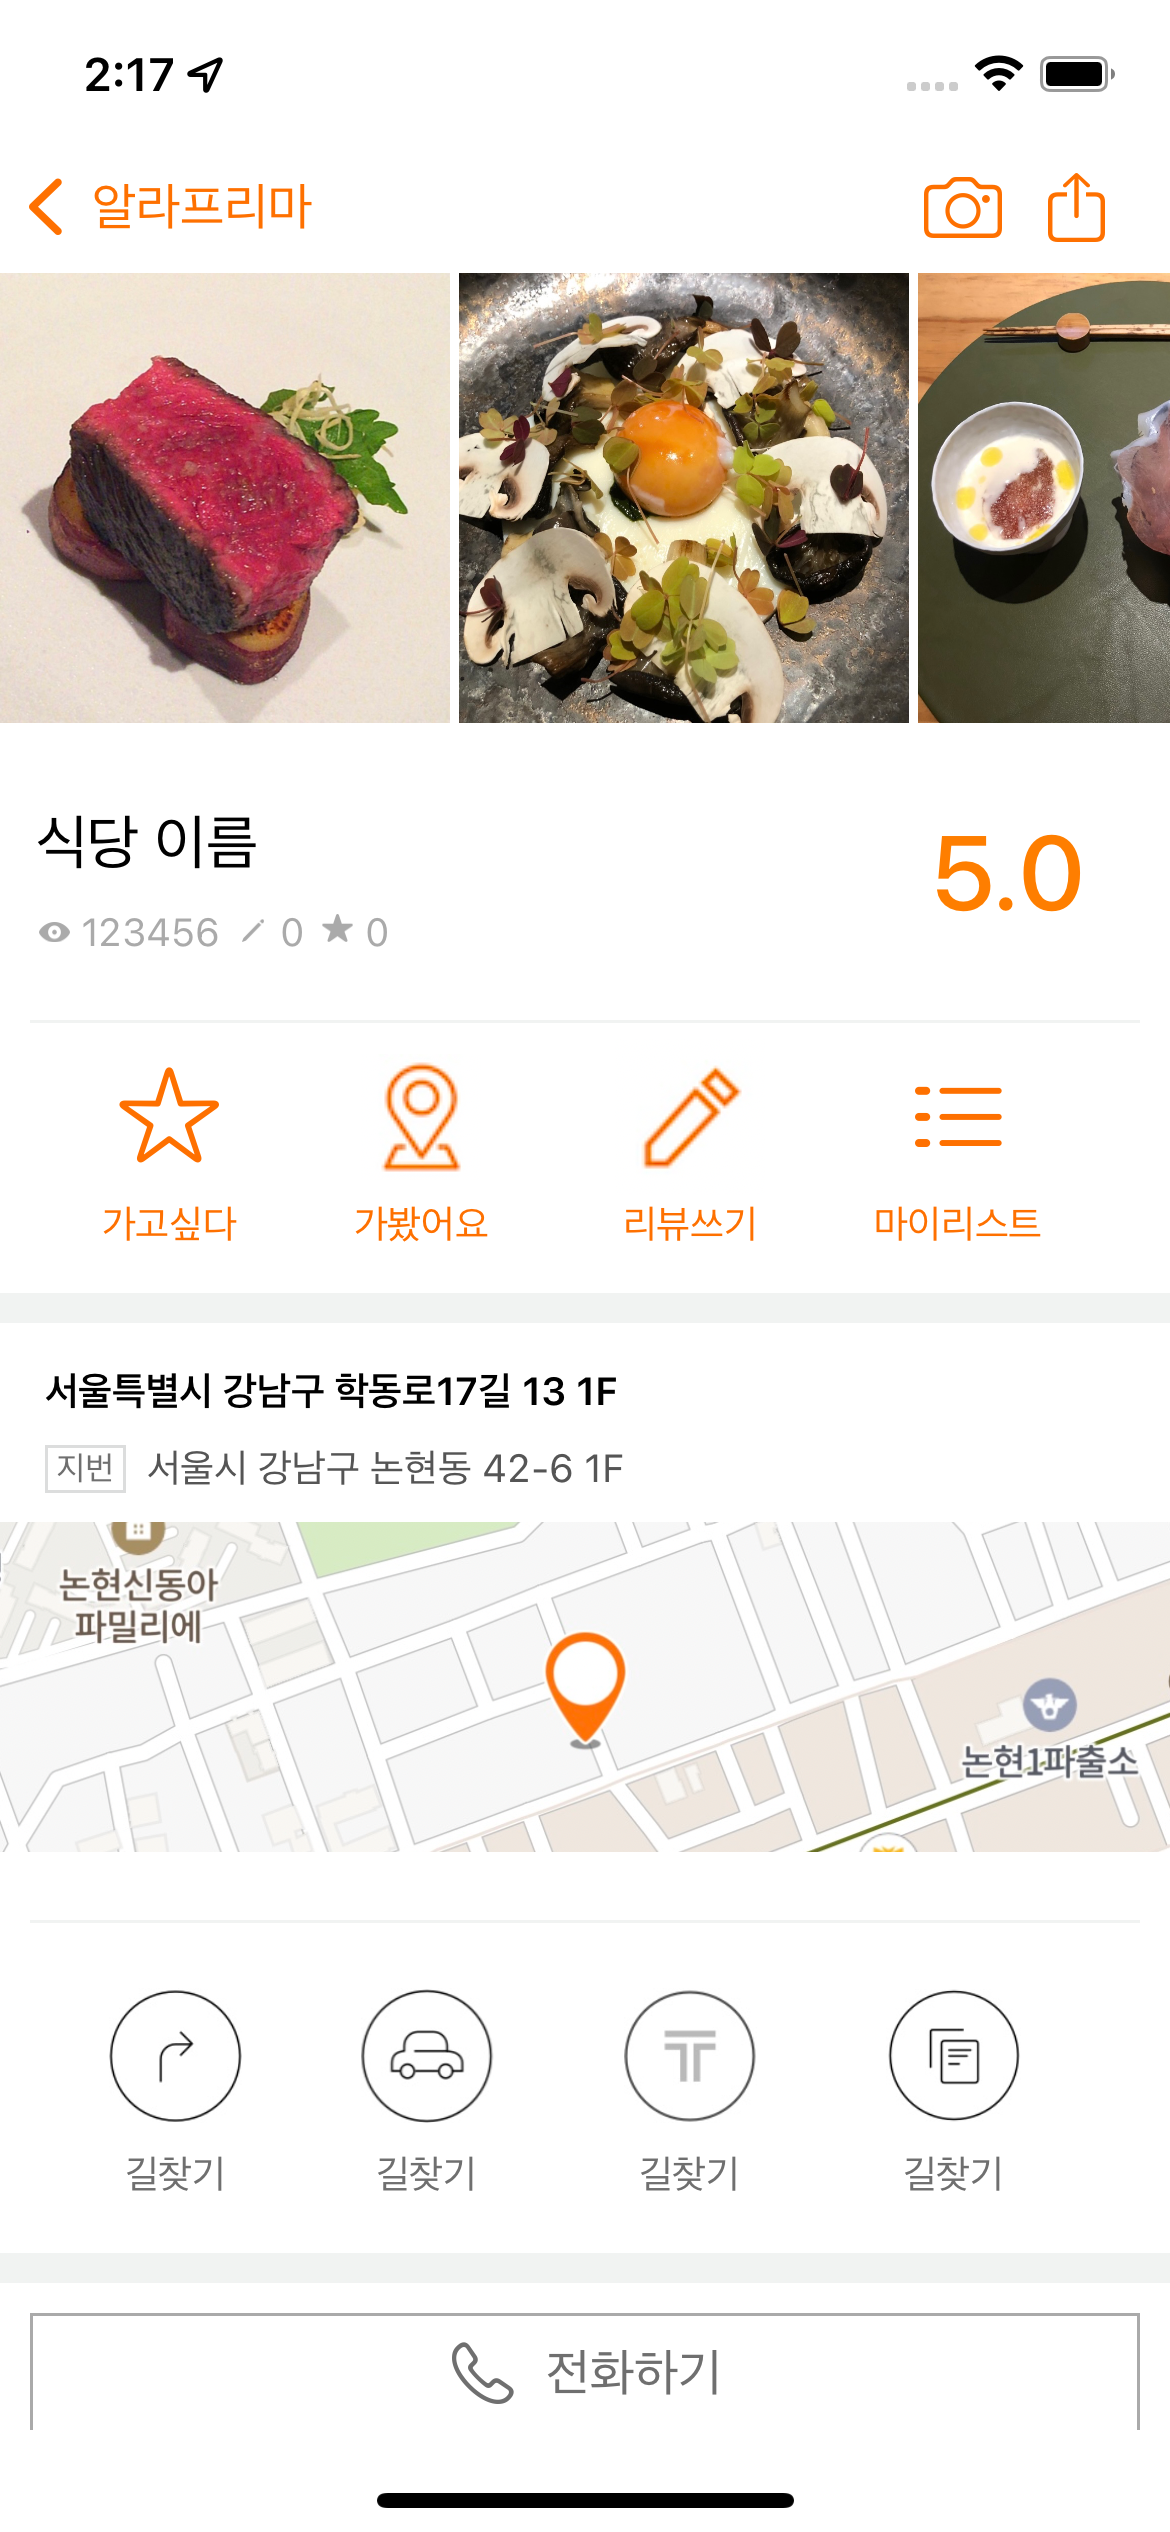 2:17
알라프리마
식당 이름
5.0
123456 0 0
가고싶다 가봤어요 리뷰쓰기 마이리스트
서울특별시 강남구 학동로17길 13 1F
지번 서울시 강남구 논현동 42-6 1F
논현신동아
파밀리에
논현1파출소
길찾기 길찾기 길찾기 길찾기
전화하기